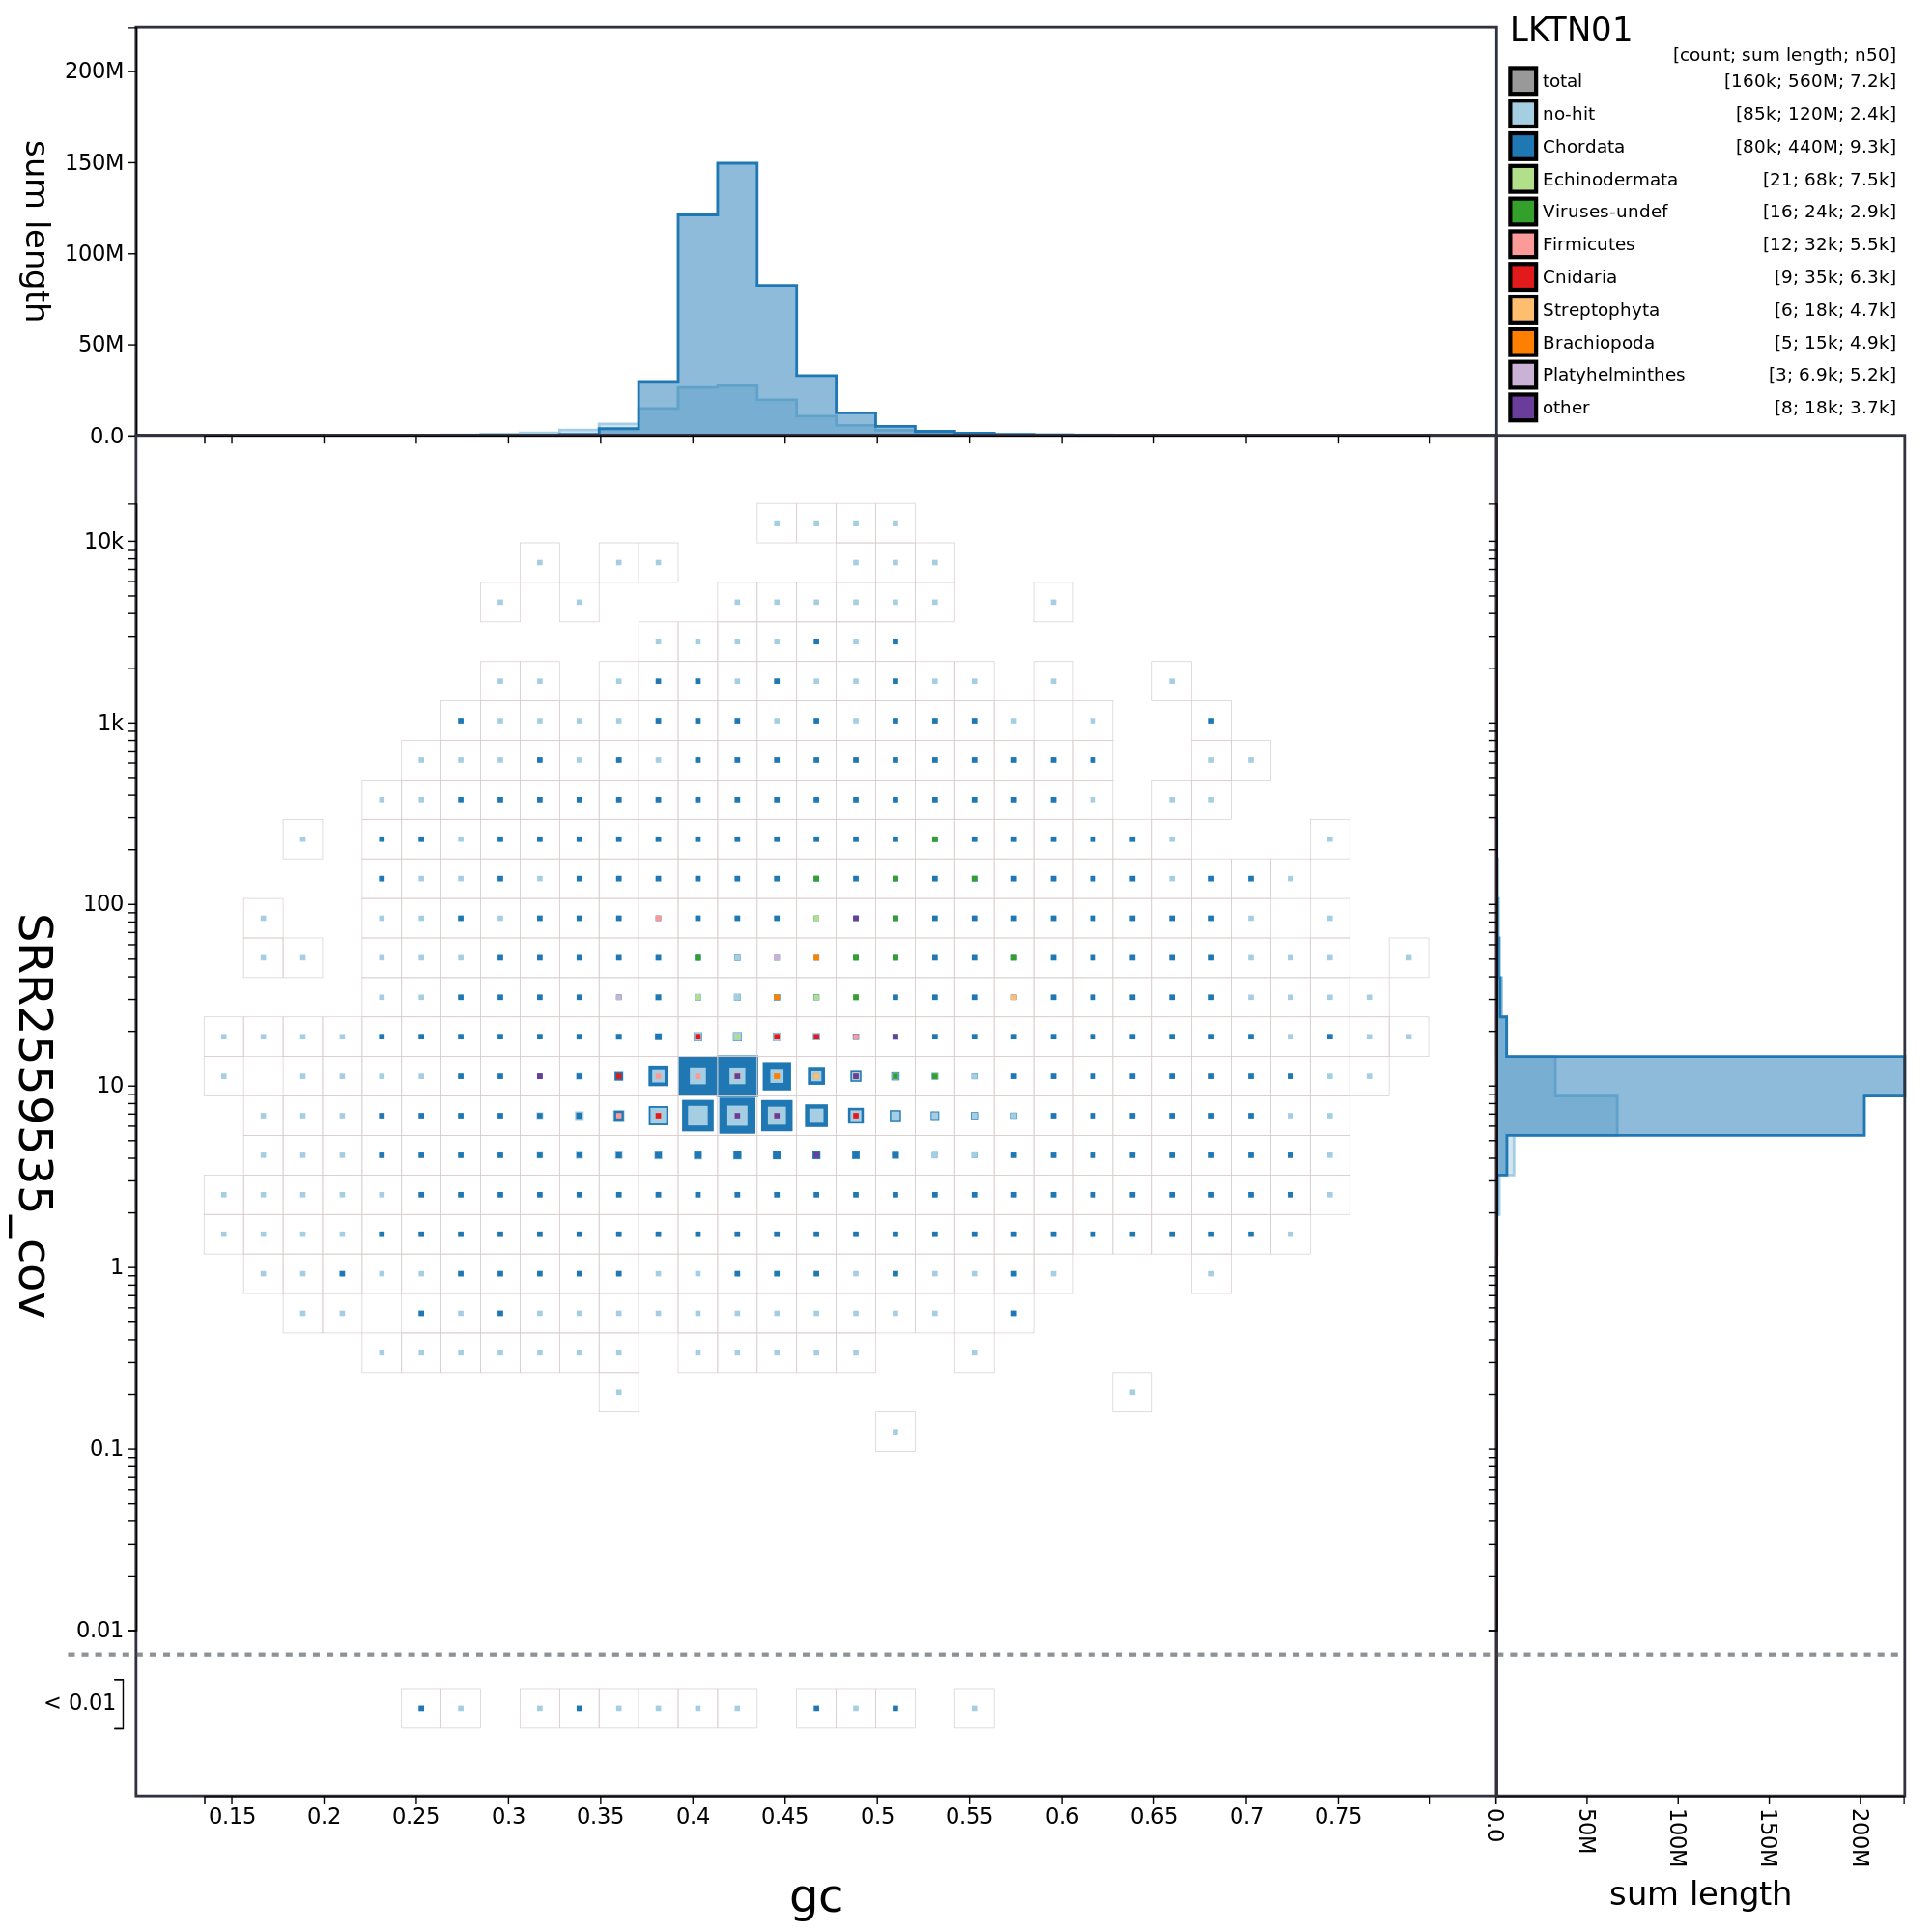 LKTN01
[count; sum length; n50]
total [160k; 560M; 7.2k]
no-hit [85k; 120M; 2.4k]
Chordata [80k; 440M; 9.3k]
Echinodermata [21; 68k; 7.5k]
Viruses-undef [16; 24k; 2.9k]
Firmicutes [12; 32k; 5.5k]
Cnidaria [9; 35k; 6.3k]
Streptophyta [6; 18k; 4.7k]
Brachiopoda [5; 15k; 4.9k]
Platyhelminthes [3; 6.9k; 5.2k]
other [8; 18k; 3.7k]
sum length
200M
150M
100M
50M
0.0
SRR2559535_cov
10k
1k
100
10
1
0.1
0.01
< 0.01
0.15 0.2 0.25 0.3 0.35 0.4 0.45 0.5 0.55 0.6 0.65 0.7 0.75
gc
0.0 50M 100M 150M 200M
sum length